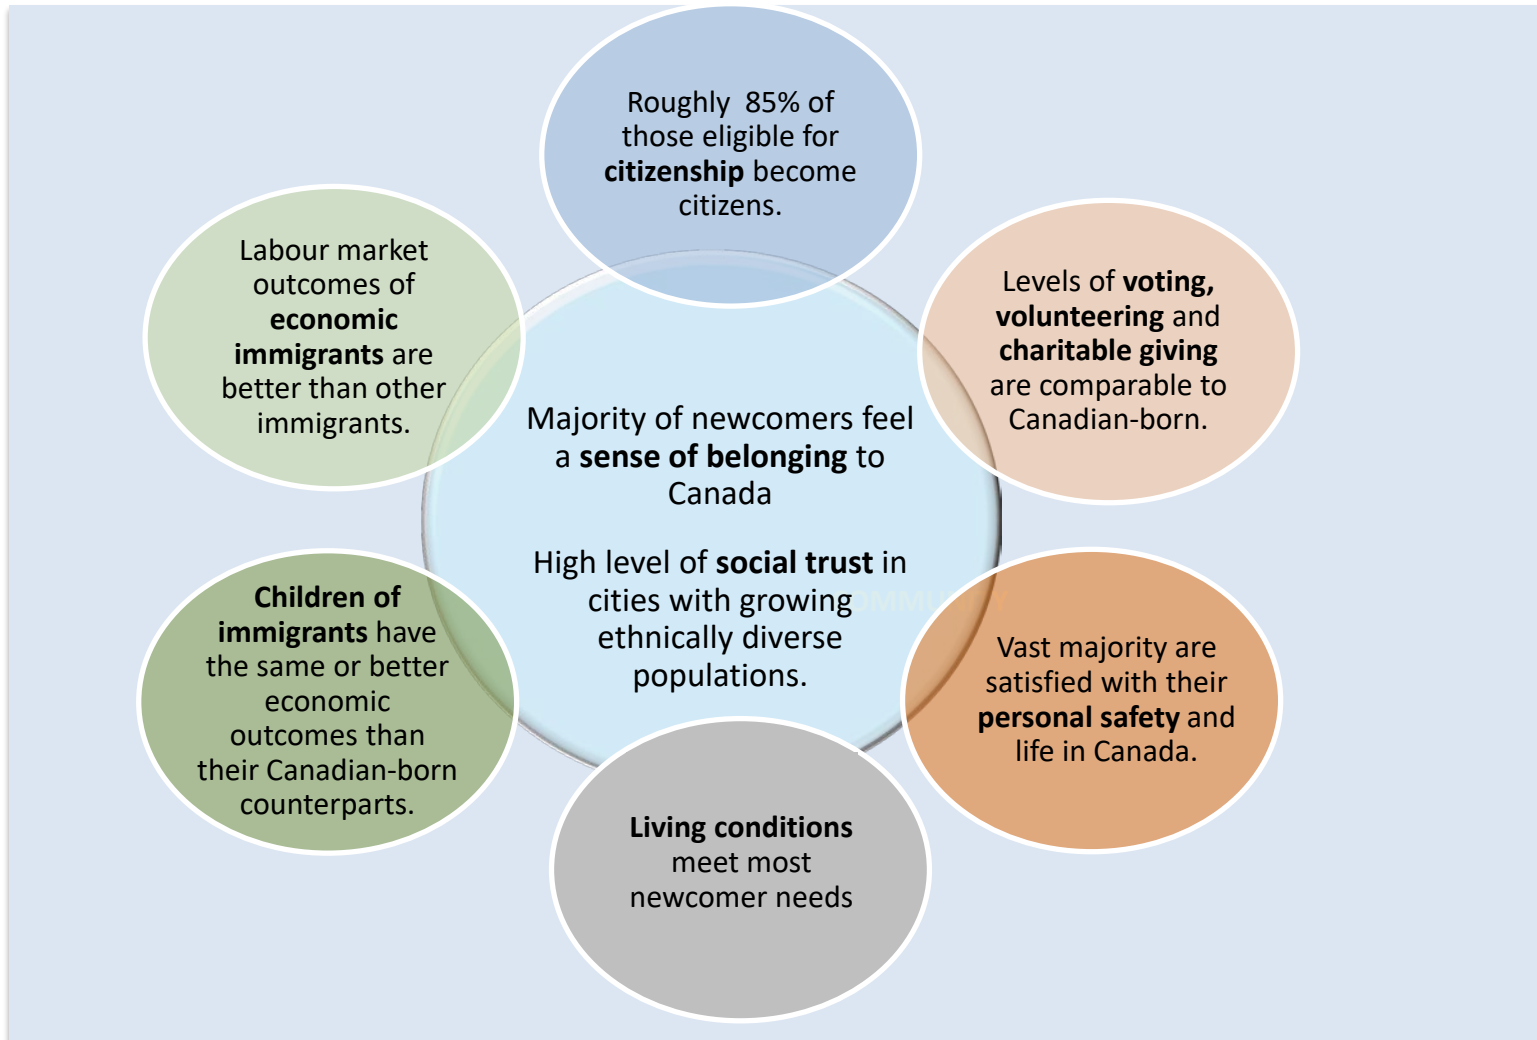 Roughly  85% of
those eligible for
citizenship become
citizens.
Labour market
outcomes of
economic
immigrants are
better than other
immigrants.
Levels of voting,
volunteering and
charitable giving
are comparable to
Canadian-born.
Majority of newcomers feel
a sense of belonging to
Canada
High level of social trust in
cities with growing
ethnically diverse
populations.
Children of
immigrants have
the same or better
economic
outcomes than
their Canadian-born
counterparts.
Vast majority are
satisfied with their
personal safety and
life in Canada.
Living conditions
meet most
newcomer needs